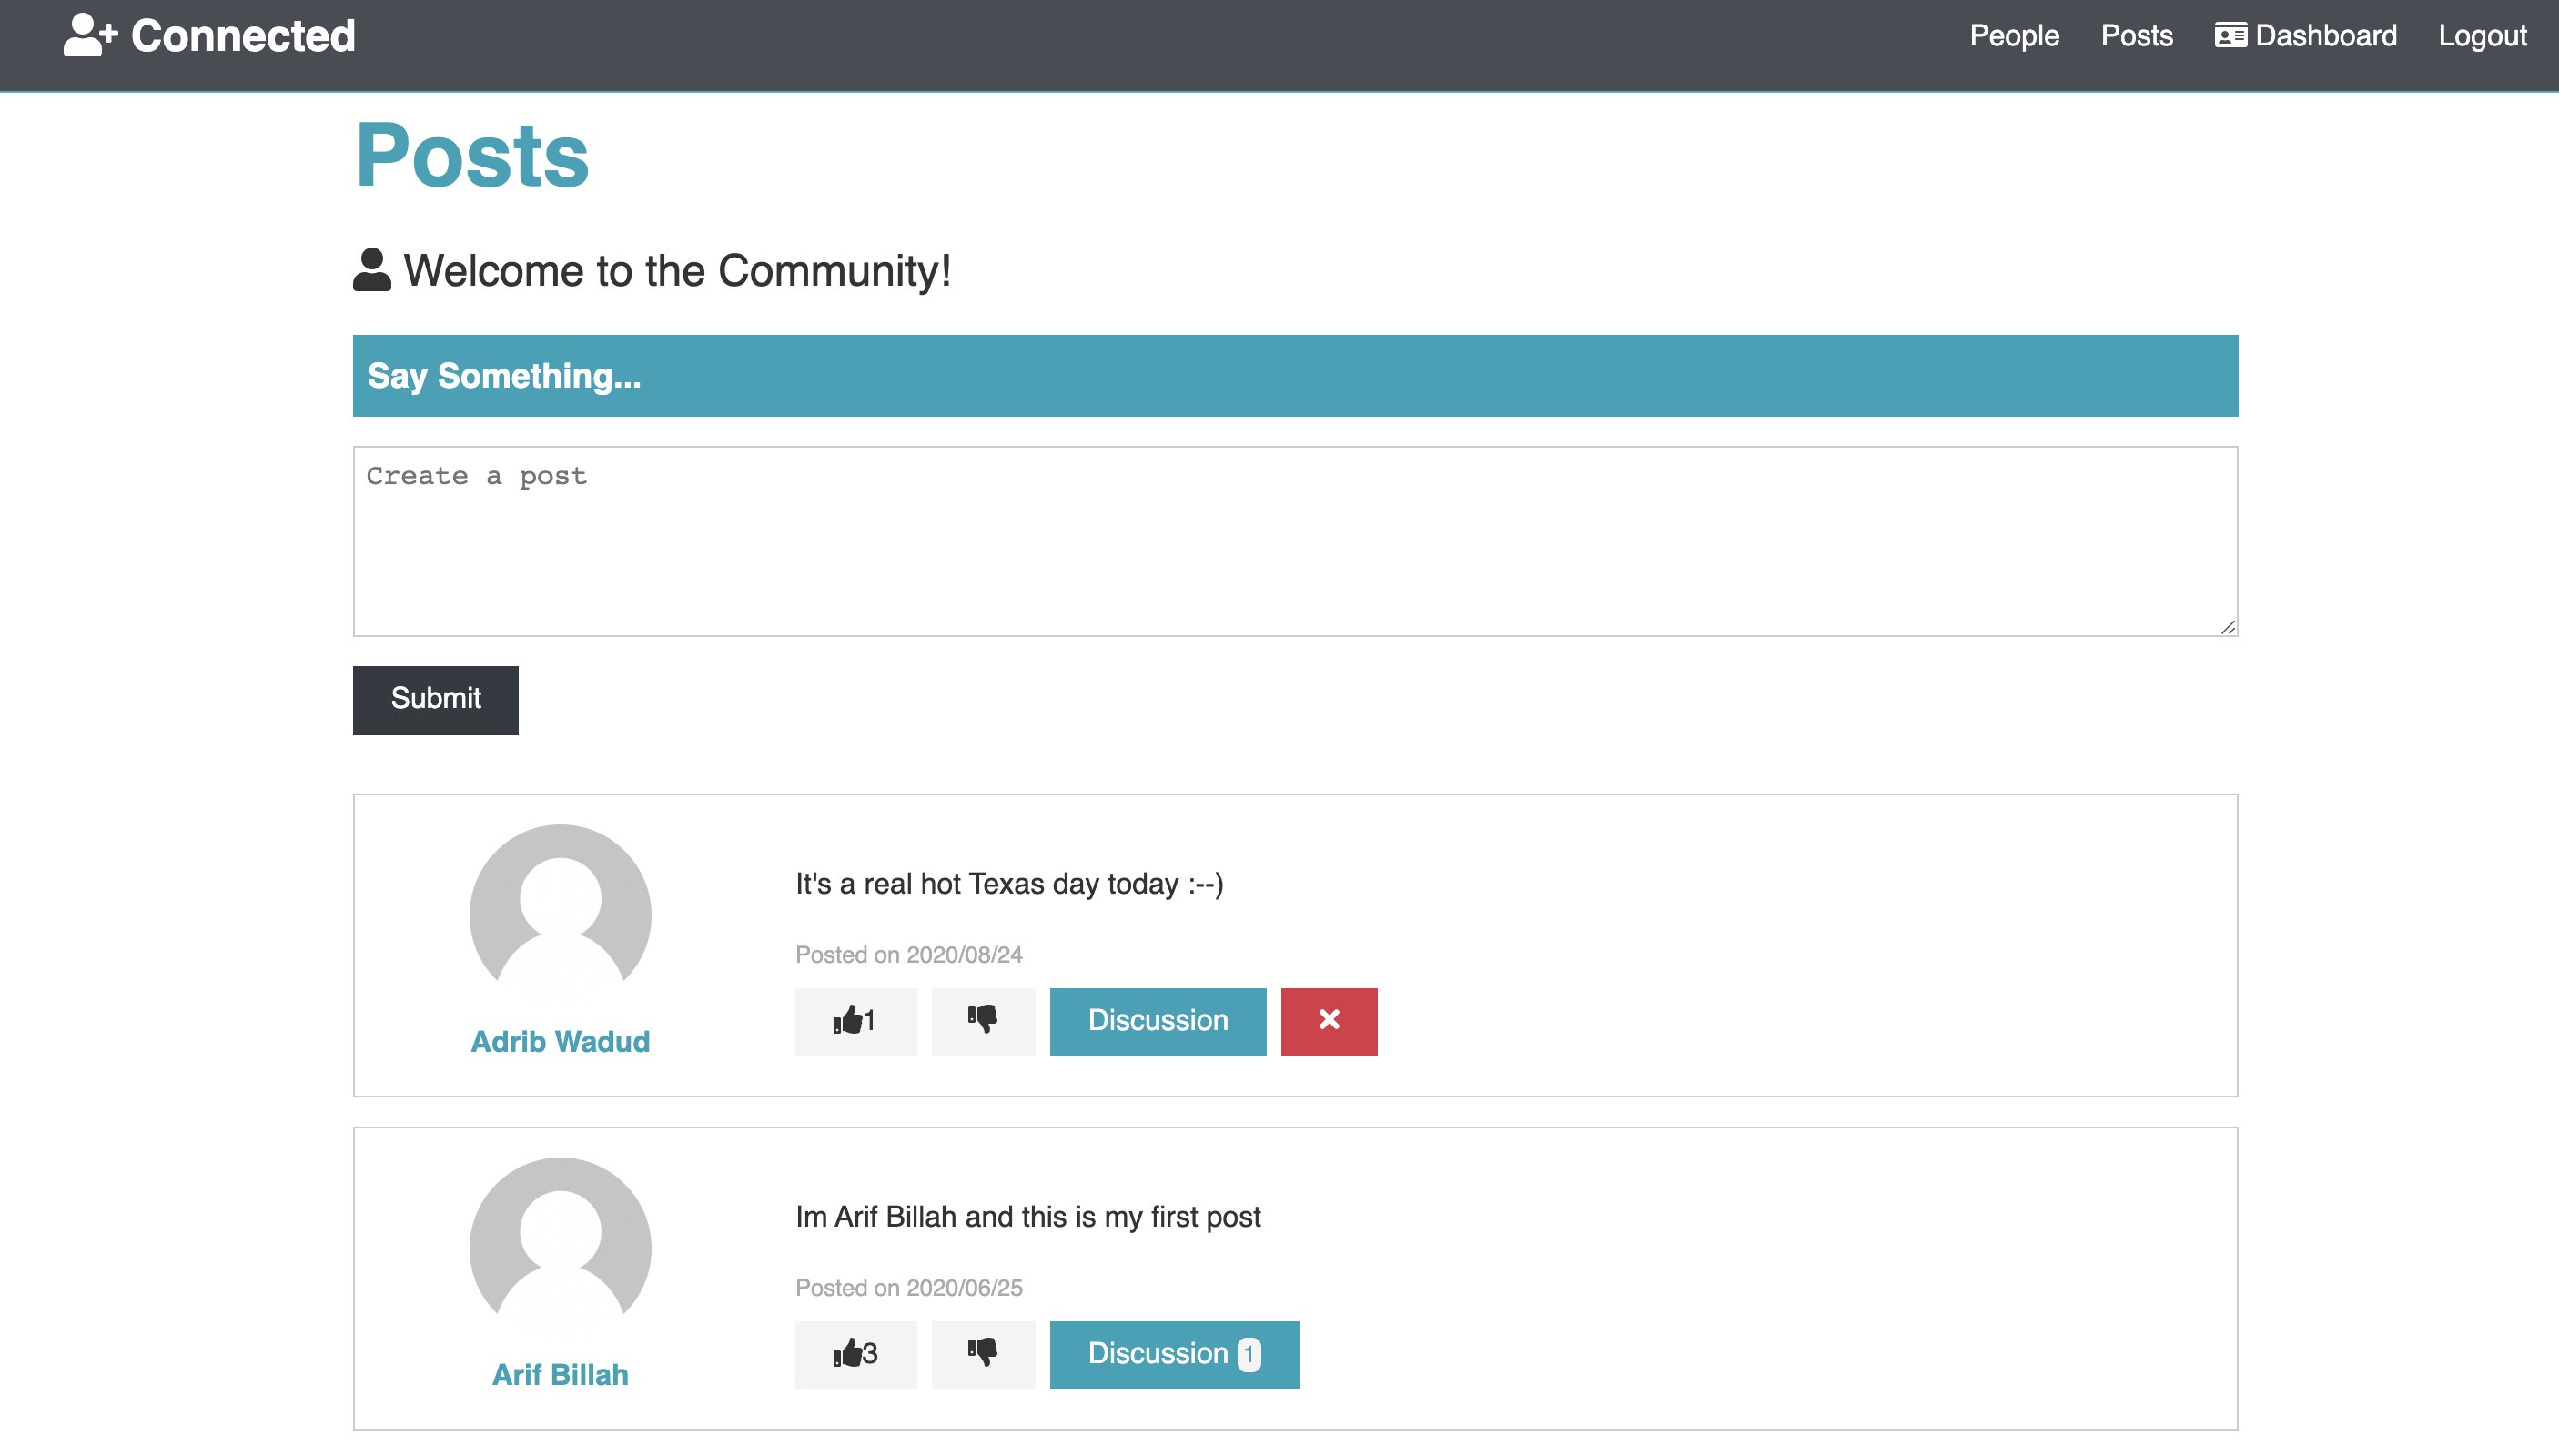 Connected
People Posts Dashboard Logout
Posts
Welcome to the Community!
Say Something...
Create a post
Submit
It's a real hot Texas day today :--)
Posted on 2020/08/24
1 Discussion
Adrib Wadud
Im Arif Billah and this is my first post
Posted on 2020/06/25
3 Discussion 1
Arif Billah